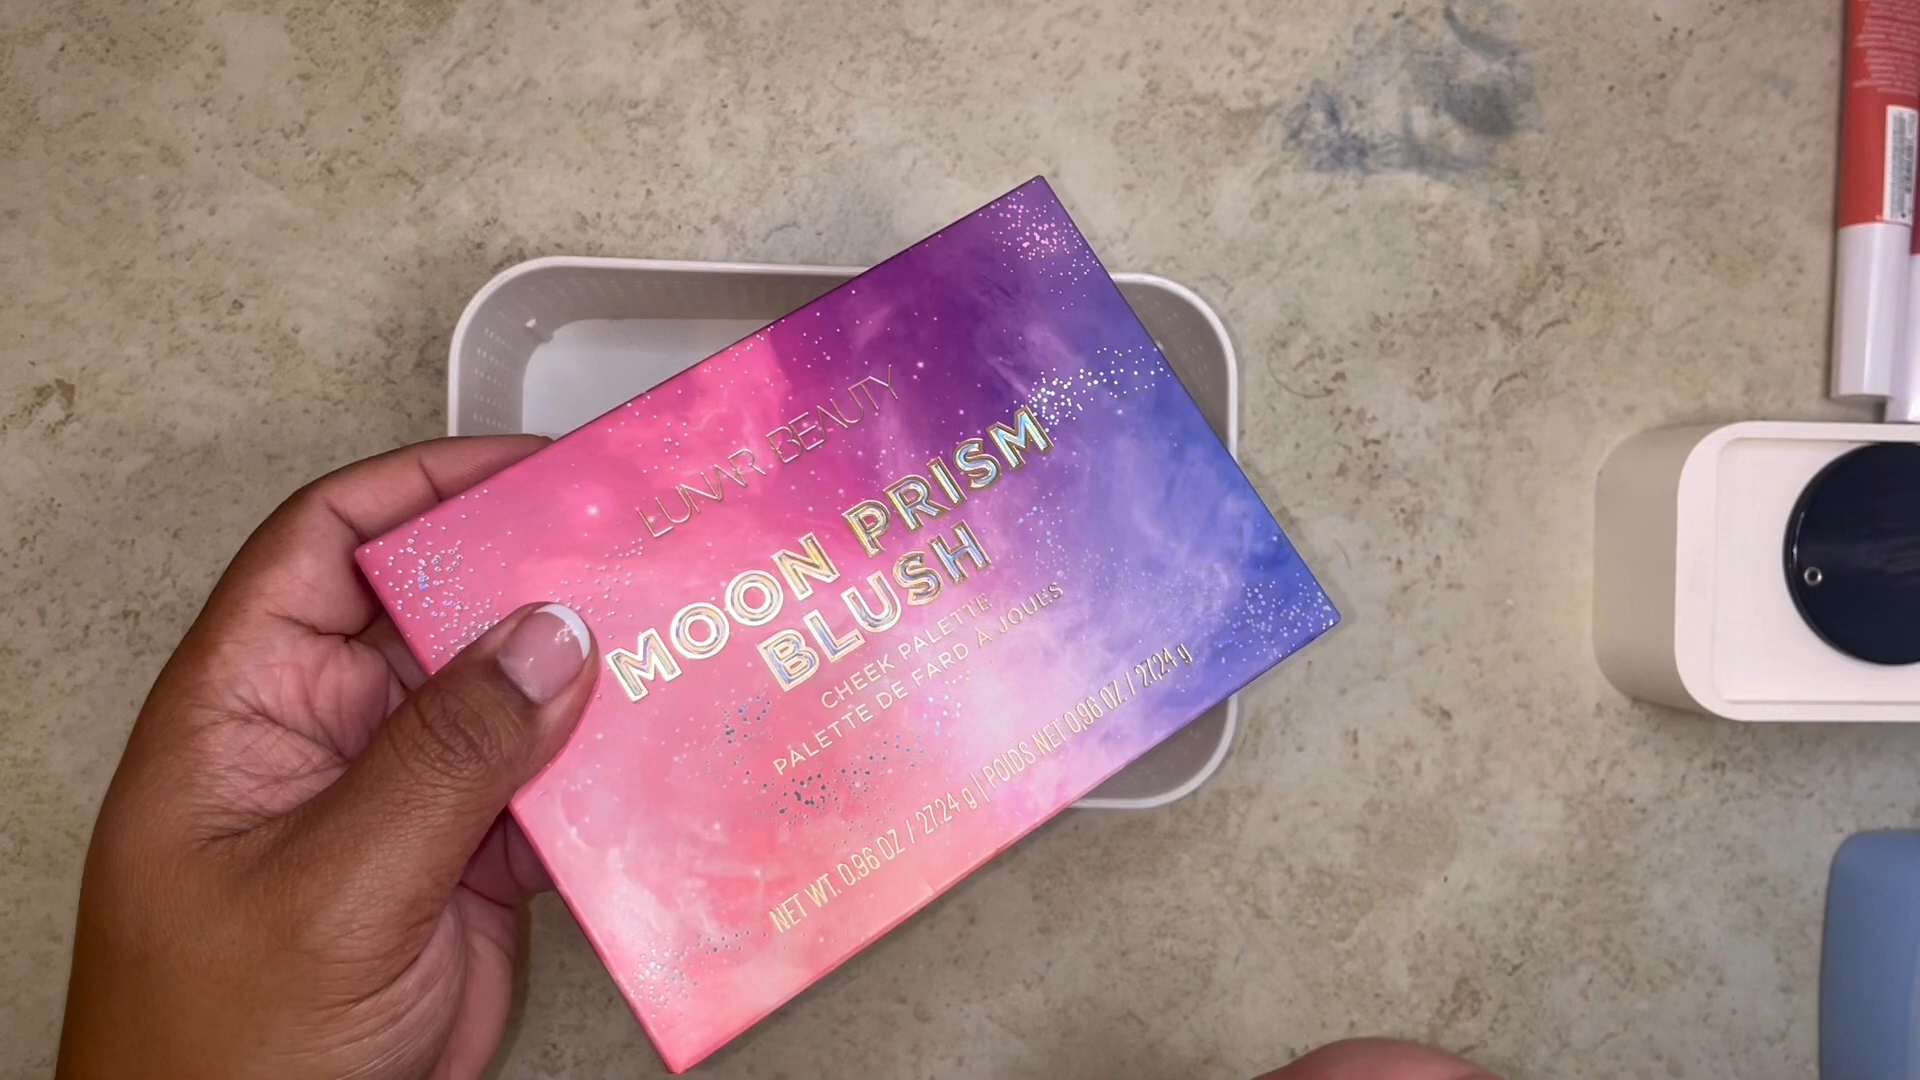 LUNAR BEAUTY
MOON PRISM
BLUSH
CHEEK PALETTE
PALETTE DE FARD À JOUES
NET WT. 0.96 OZ / 27.24 g | POIDS NET 0.96 OZ. / 27.24 g